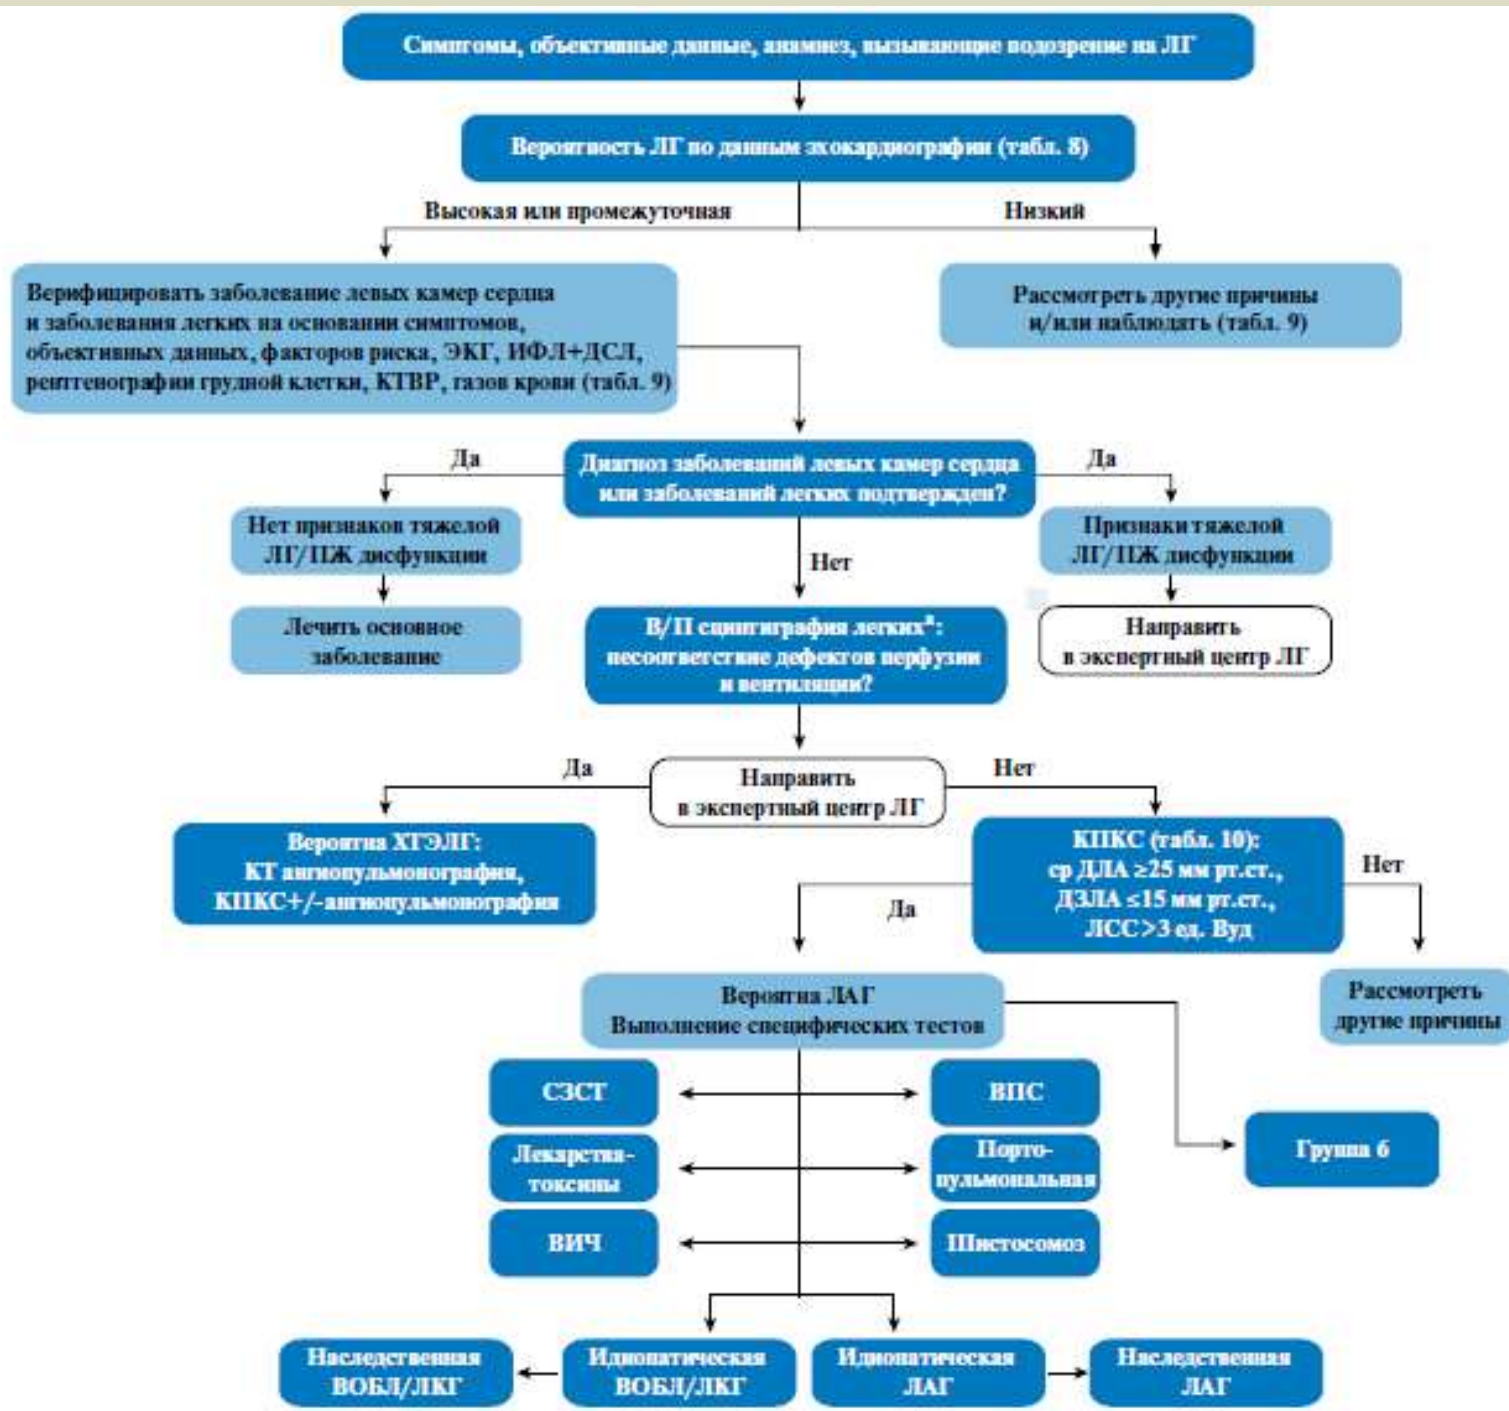 Симптомы, объективные данные, анамнез, вызывающие подозрение на ЛГ
Вероятность ЛГ по данным эхокардиографии (табл. 8)
Высокая или промежуточная
Низкий
Верифицировать заболевание левых камер сердца
и заболевания легких на основании симптомов,
объективных данных, факторов риска, ЭКГ, ИФЛ+ДСЛ,
рентгенографии грудной клетки, КТВР, газов крови (табл. 9)
Рассмотреть другие причины
и/или наблюдать (табл. 9)
Да
Диагноз заболеваний левых камер сердца
или заболеваний легких подтвержден?
Да
Нет признаков тяжелой
ЛГ/ПЖ дисфункции
Признаки тяжелой
ЛГ/ПЖ дисфункции
Нет
Лечить основное
заболевание
В/П сцинтиграфия легкихª:
несоответствие дефектов перфузии
и вентиляции?
Направить
в экспертный центр ЛГ
Да
Направить
в экспертный центр ЛГ
Нет
Вероятна ХТЭЛГ:
КТ ангиопульмонография,
КПКС+/-ангиопульмонография
КПКС (табл. 10):
ср ДЛА ≥25 мм рт.ст.,
ДЗЛА ≤15 мм рт.ст.,
ЛСС>3 ед. Вуд
Нет
Да
Вероятна ЛАГ
Выполнение специфических тестов
Рассмотреть
другие причины
СЗСТ
ВПС
Лекарства-
токсины
Порто-
пульмональная
Группа 6
ВИЧ
Шистосомоз
Наследственная
ВОБЛ/ЛКГ
Идиопатическая
ВОБЛ/ЛКГ
Идиопатическая
ЛАГ
Наследственная
ЛАГ